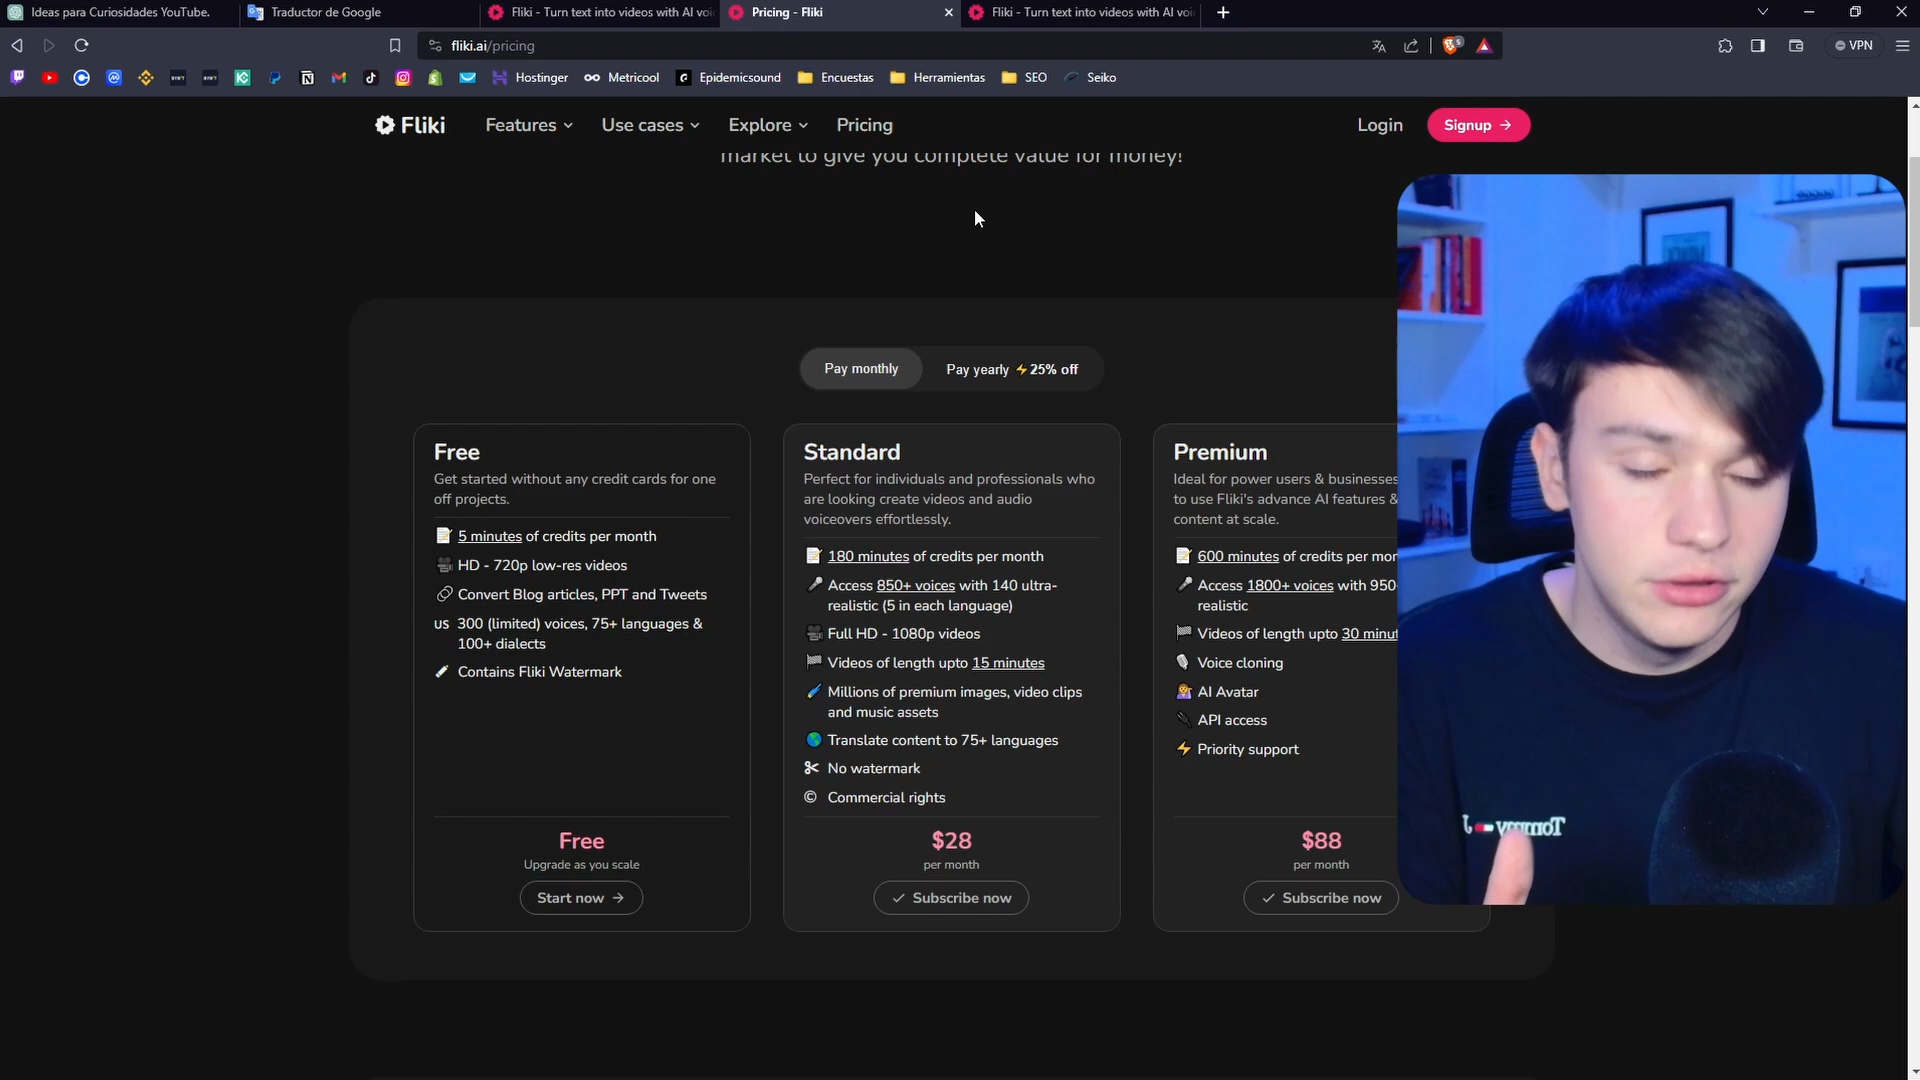 Ideas para Curiosidades YouTube.
Traductor de Google
Fliki - Turn text into videos with AI voi
Pricing - Fliki
Fliki - Turn text into videos with AI voi
fliki.ai/pricing
VPN
Hostinger
Metricool
Epidemicsound
Encuestas
Herramientas
SEO
Seiko
Fliki
Features
Use cases
Explore
Pricing
Login
Signup →
market to give you complete value for money!
Pay monthly
Pay yearly ⚡25% off
Free
Get started without any credit cards for one
off projects.
5 minutes of credits per month
HD - 720p low-res videos
Convert Blog articles, PPT and Tweets
US 300 (limited) voices, 75+ languages &
100+ dialects
Contains Fliki Watermark
Free
Upgrade as you scale
Start now →
Standard
Perfect for individuals and professionals who
are looking create videos and audio
voiceovers effortlessly.
180 minutes of credits per month
Access 850+ voices with 140 ultra-
realistic (5 in each language)
Full HD - 1080p videos
Videos of length upto 15 minutes
Millions of premium images, video clips
and music assets
Translate content to 75+ languages
No watermark
© Commercial rights
$28
per month
✓ Subscribe now
Premium
Ideal for power users & businesses
to use Fliki's advance AI features &
content at scale.
600 minutes of credits per mon
Access 1800+ voices with 950
realistic
Videos of length upto 30 minut
Voice cloning
AI Avatar
API access
Priority support
$88
per month
✓ Subscribe now